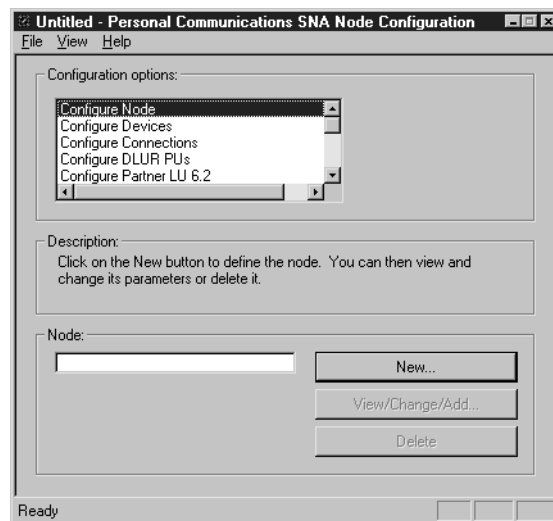 Untitled - Personal Communications SNA Node Configuration
File View Help
Configuration options:
Configure Node
Configure Devices
Configure Connections
Configure DLUR PUs
Configure Partner LU 6.2
Description:
Click on the New button to define the node. You can then view and
change its parameters or delete it.
Node:
New...
View/Change/Add...
Delete
Ready